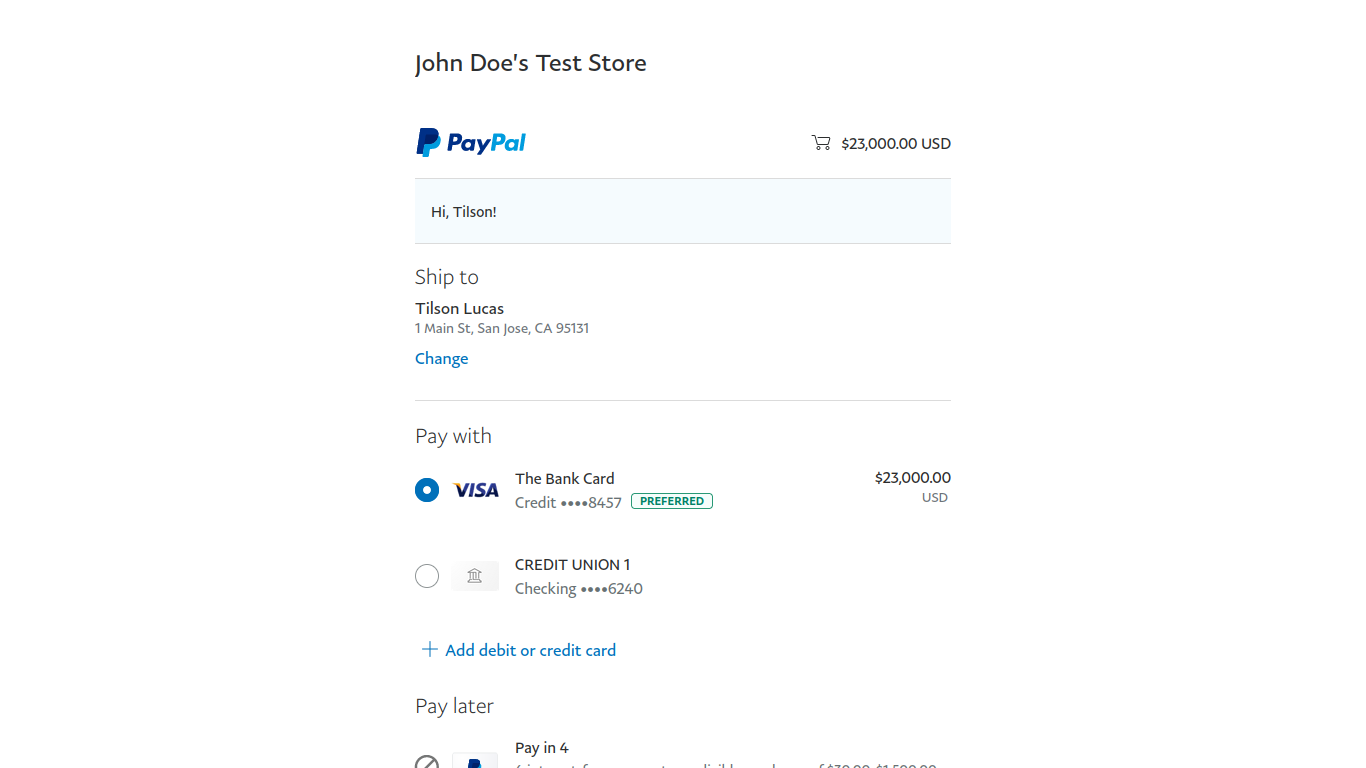 John Doe's Test Store
PayPal
$23,000.00 USD
Hi, Tilson!
Ship to
Tilson Lucas
1 Main St, San Jose, CA 95131
Change
Pay with
VISA
The Bank Card
$23,000.00
Credit ••••8457 PREFERRED
USD
CREDIT UNION 1
Checking ••••6240
Add debit or credit card
Pay later
Pay in 4